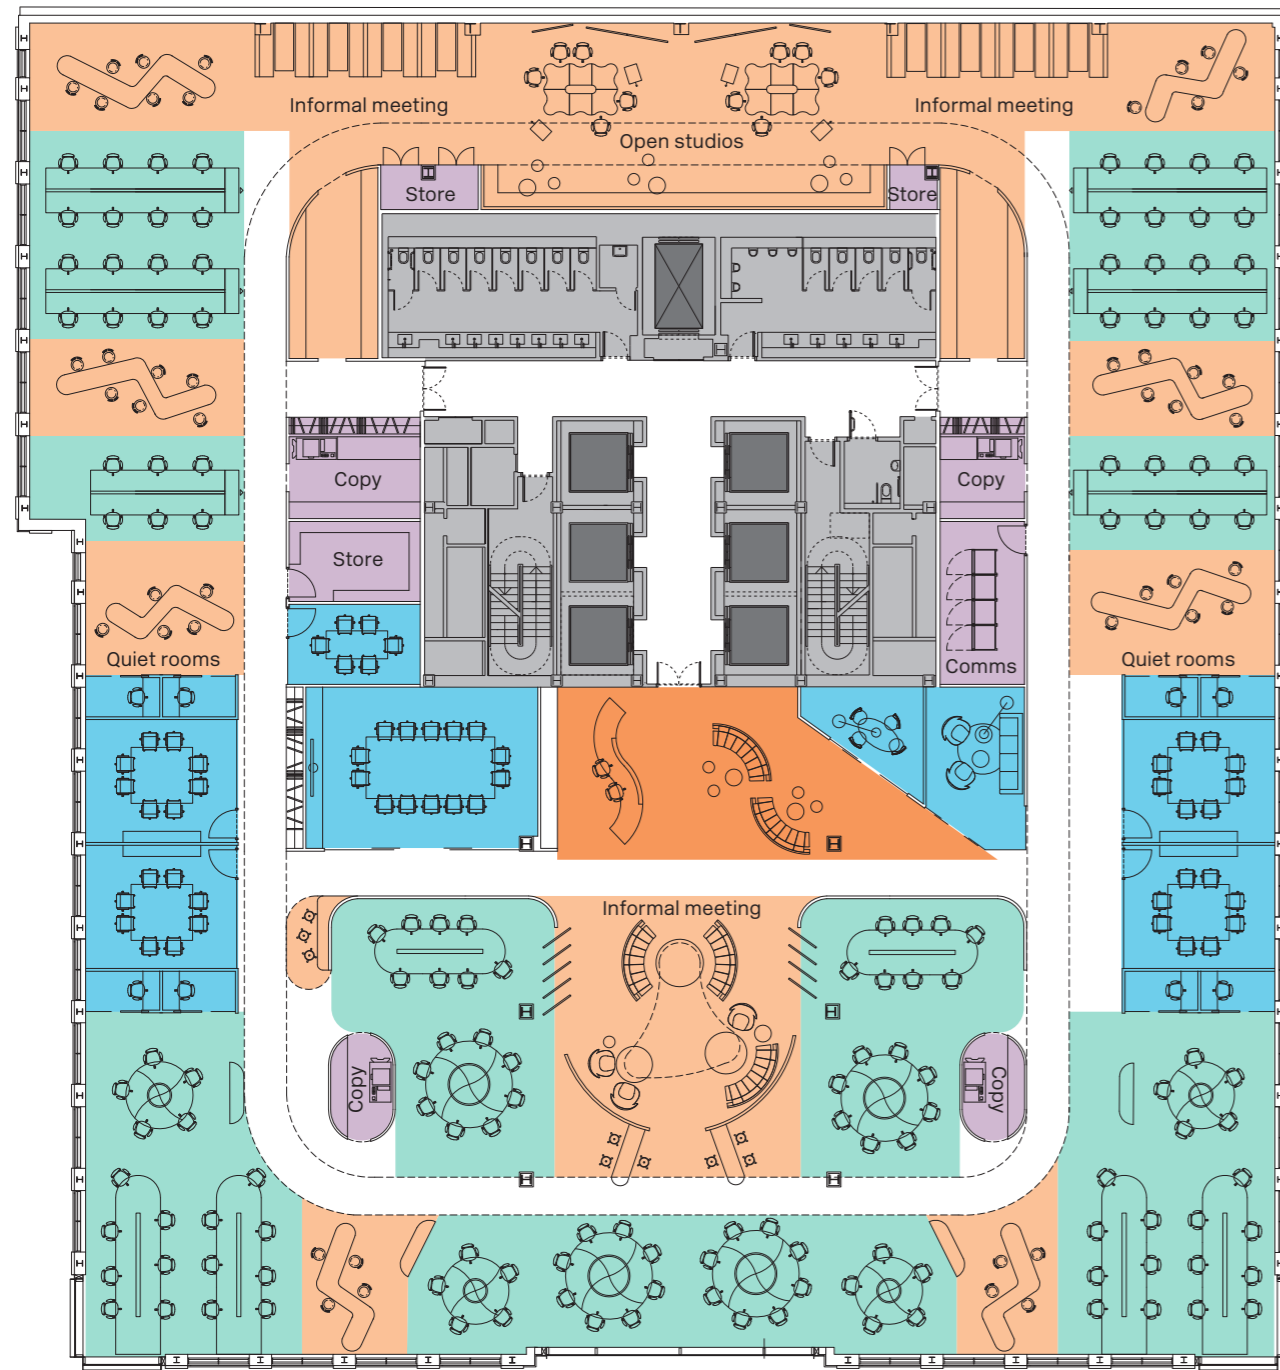 Informal meeting
Informal meeting
Open studios
Store
Store
Copy
Copy
Store
Quiet rooms
Comms
Quiet rooms
Informal meeting
Copy
Copy